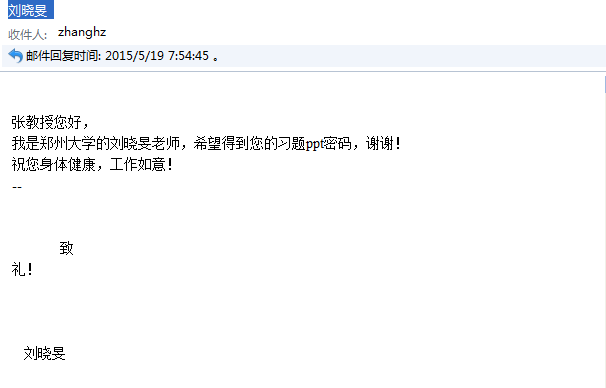 刘晓旻
收件人: zhanghz
邮件回复时间: 2015/5/19 7:54:45 。
张教授您好，
我是郑州大学的刘晓旻老师，希望得到您的习题ppt密码，谢谢！
祝您身体健康，工作如意！
--
致
礼！
刘晓旻